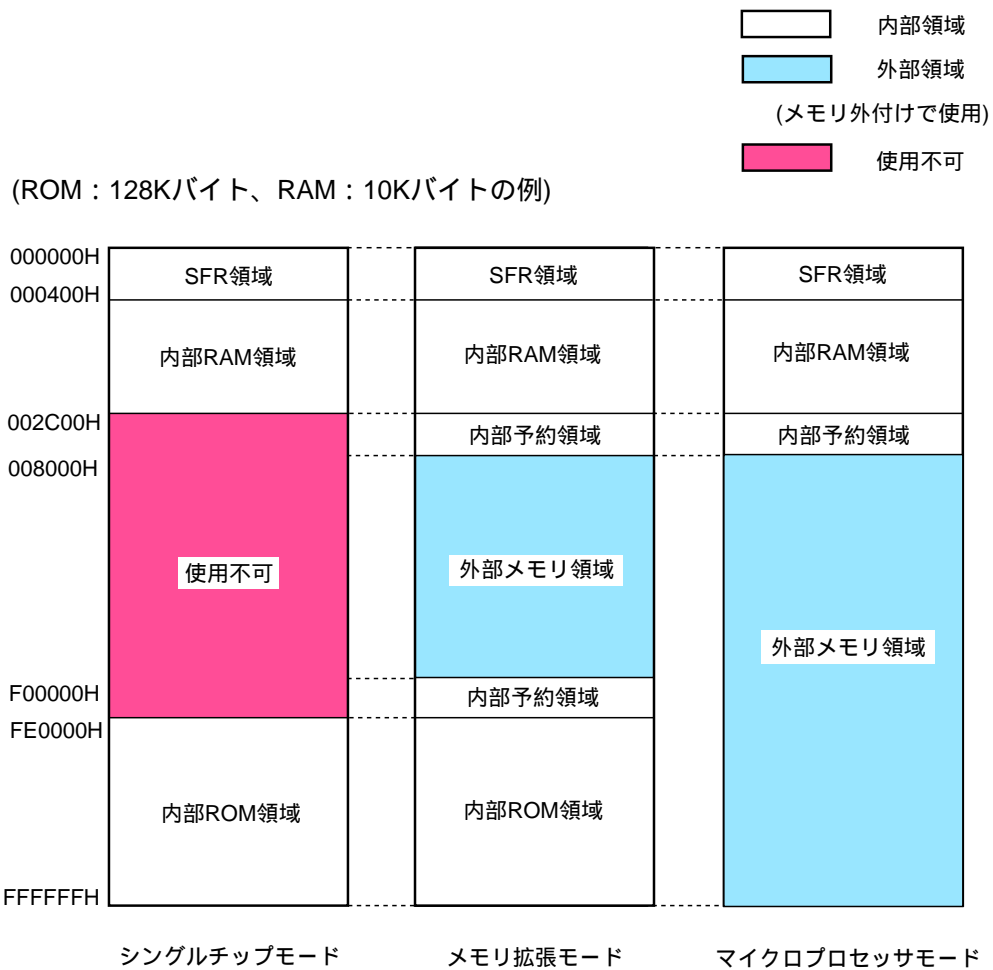 内部領域
外部領域
(メモリ外付けで使用)
使用不可
(ROM：128Kバイト、RAM：10Kバイトの例)
000000H
SFR領域
SFR領域
SFR領域
000400H
内部RAM領域
内部RAM領域
内部RAM領域
002C00H
内部予約領域
内部予約領域
008000H
使用不可
外部メモリ領域
外部メモリ領域
F00000H
内部予約領域
FE0000H
内部ROM領域
内部ROM領域
FFFFFFH
シングルチップモード
メモリ拡張モード
マイクロプロセッサモード